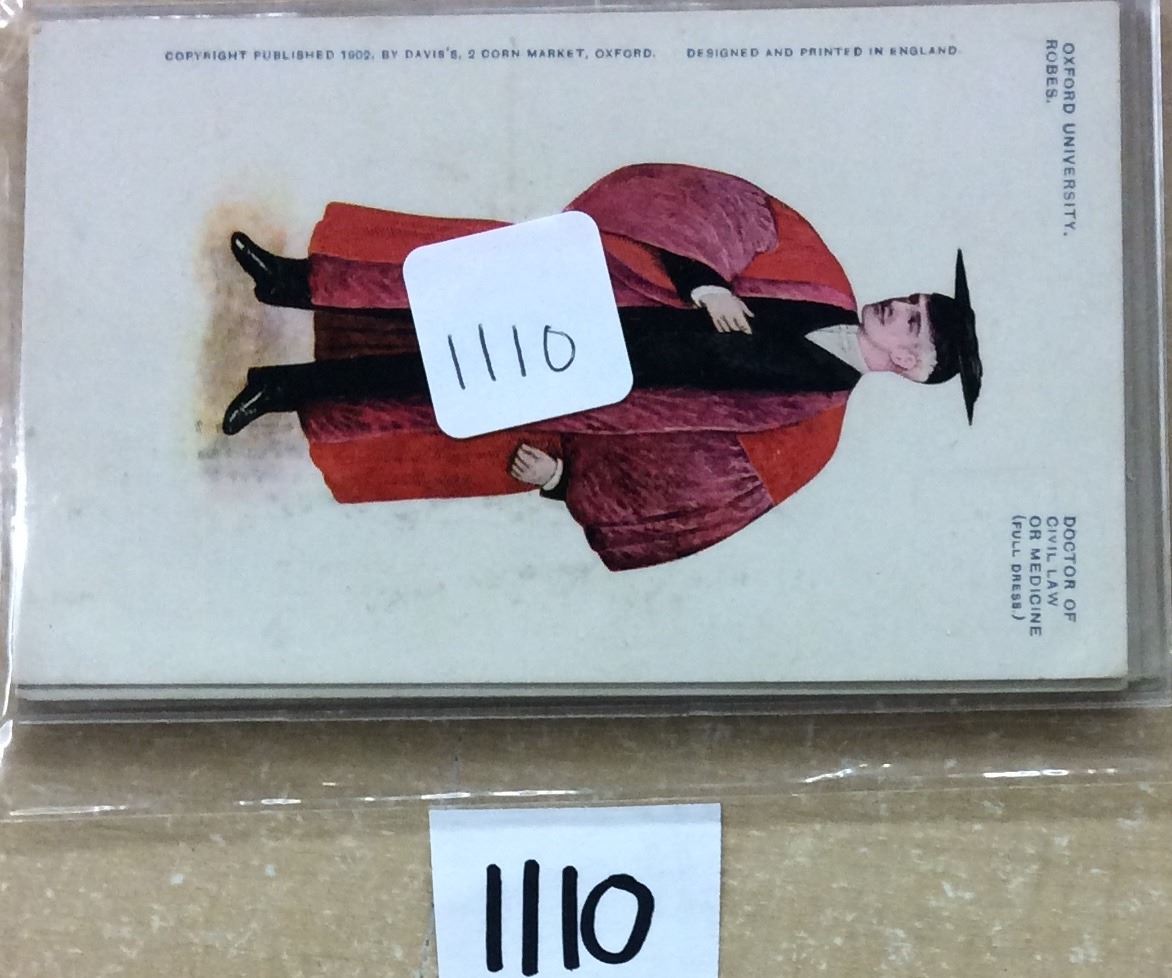 COPYRIGHT PUBLISHED 1902, BY DAVIS'S, 2 CORN MARKET, OXFORD. DESIGNED AND PRINTED IN ENGLAND
OXFORD UNIVERSITY.
ROBES.
DOCTOR OF
CIVIL LAW
OR MEDICINE
(FULL DRESS.)
1110
1110